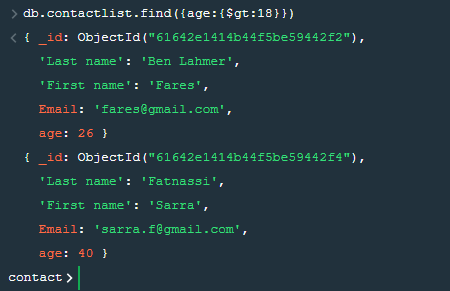 > db.contactlist.find({age:{$gt:18}})
< { _id: ObjectId("61642e1414b44f5be59442f2"),
'Last name': 'Ben Lahmer',
'First name': 'Fares',
Email: 'fares@gmail.com',
age: 26 }
{ _id: ObjectId("61642e1414b44f5be59442f4"),
'Last name': 'Fatnassi',
'First name': 'Sarra',
Email: 'sarra.f@gmail.com',
age: 40 }
contact >